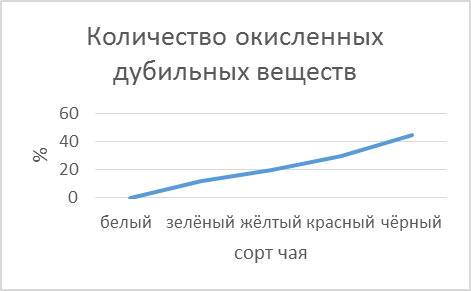 Количество окисленных
дубильных веществ
60
40
20
0
%
белый зелёный жёлтый красный чёрный
сорт чая